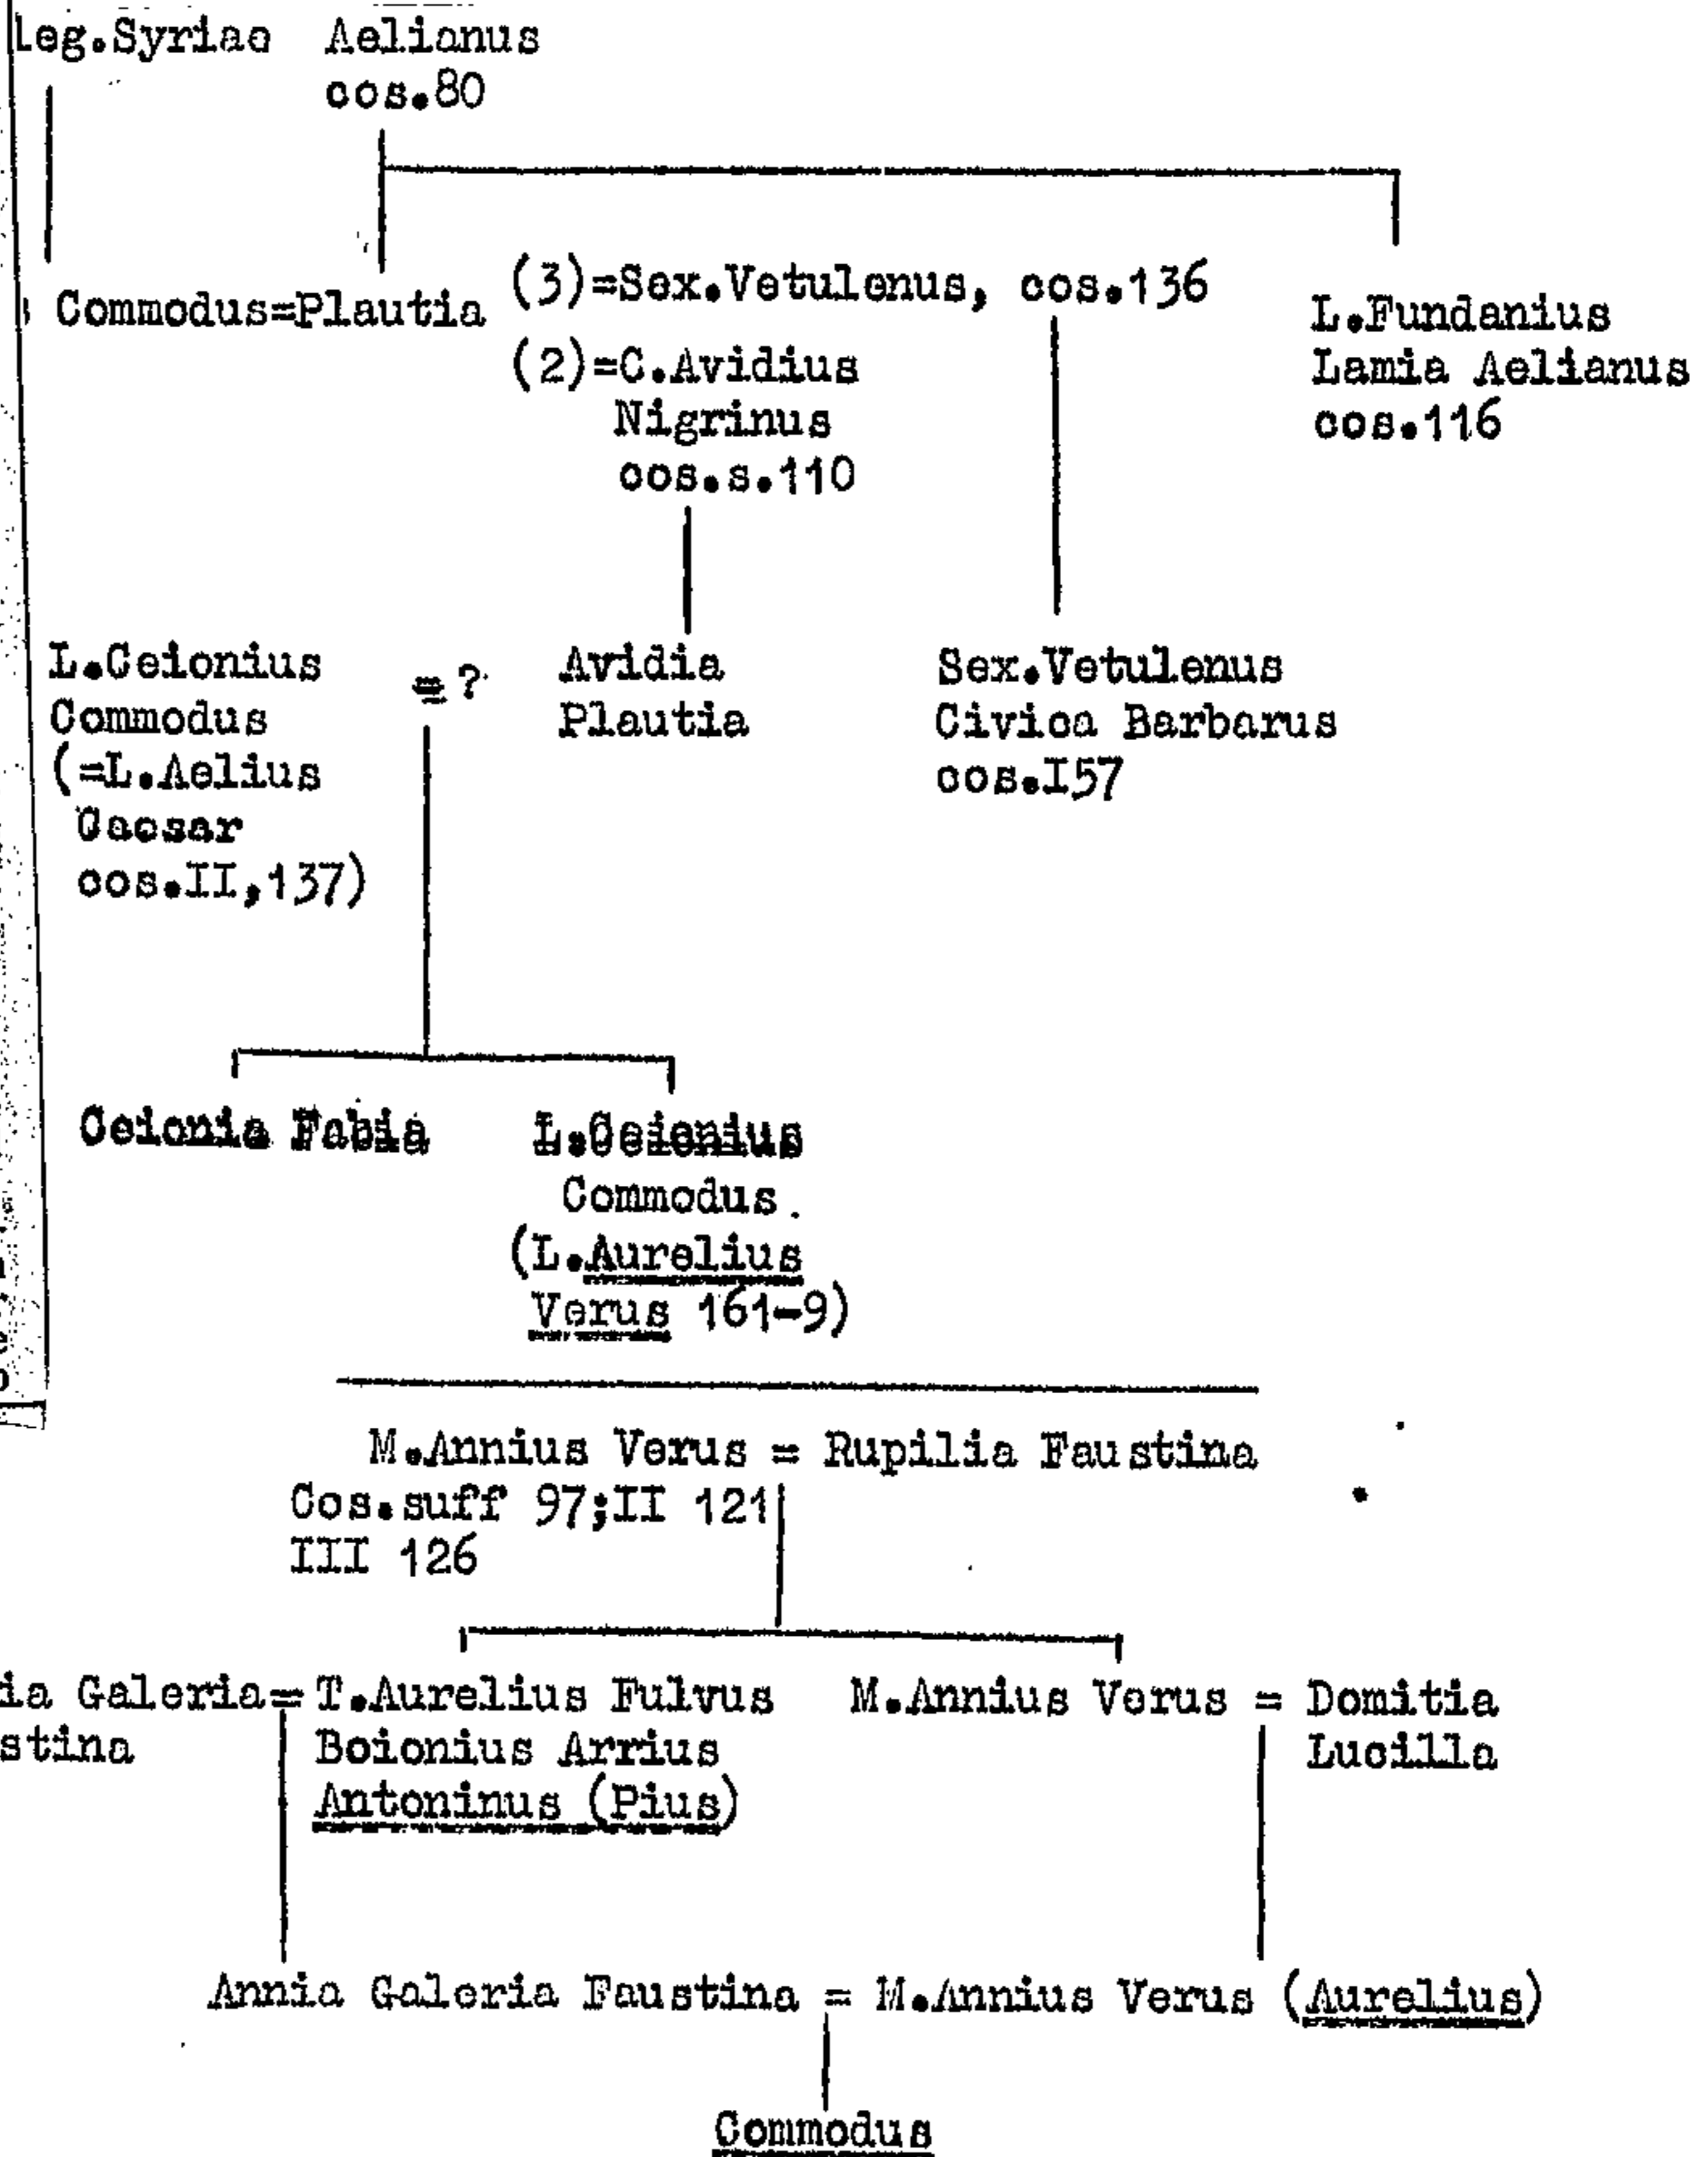 Leg.Syriae Aelianus
cos.80
Commodus=Plautia (3)=Sex.Vetulenus, cos.136
(2)=C.Avidius
Nigrinus
cos.s.110
L.Fundanius
Lamia Aelianus
cos.116
L.Ceionius
Commodus
(=L.Aelius
Caesar
cos.II,137)
=?
Avidia
Plautia
Sex.Vetulenus
Civica Barbarus
cos.I57
Ceionia Fabia
L.Ceionius
Commodus
(L.Aurelius
Verus 161-9)
M.Annius Verus = Rupilia Faustina
Cos.suff 97;II 121
III 126
ia Galeria= T.Aurelius Fulvus
stina Boionius Arrius
Antoninus (Pius)
M.Annius Verus = Domitia
Lucilla
Annia Galeria Faustina = M.Annius Verus (Aurelius)
Commodus